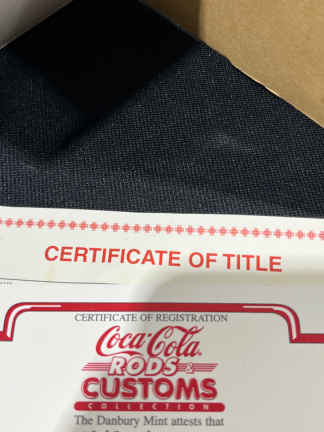 CERTIFICATE OF TITLE
CERTIFICATE OF REGISTRATION
Coca-Cola
RODS &
CUSTOMS
COLLECTION
The Danbury Mint attests that